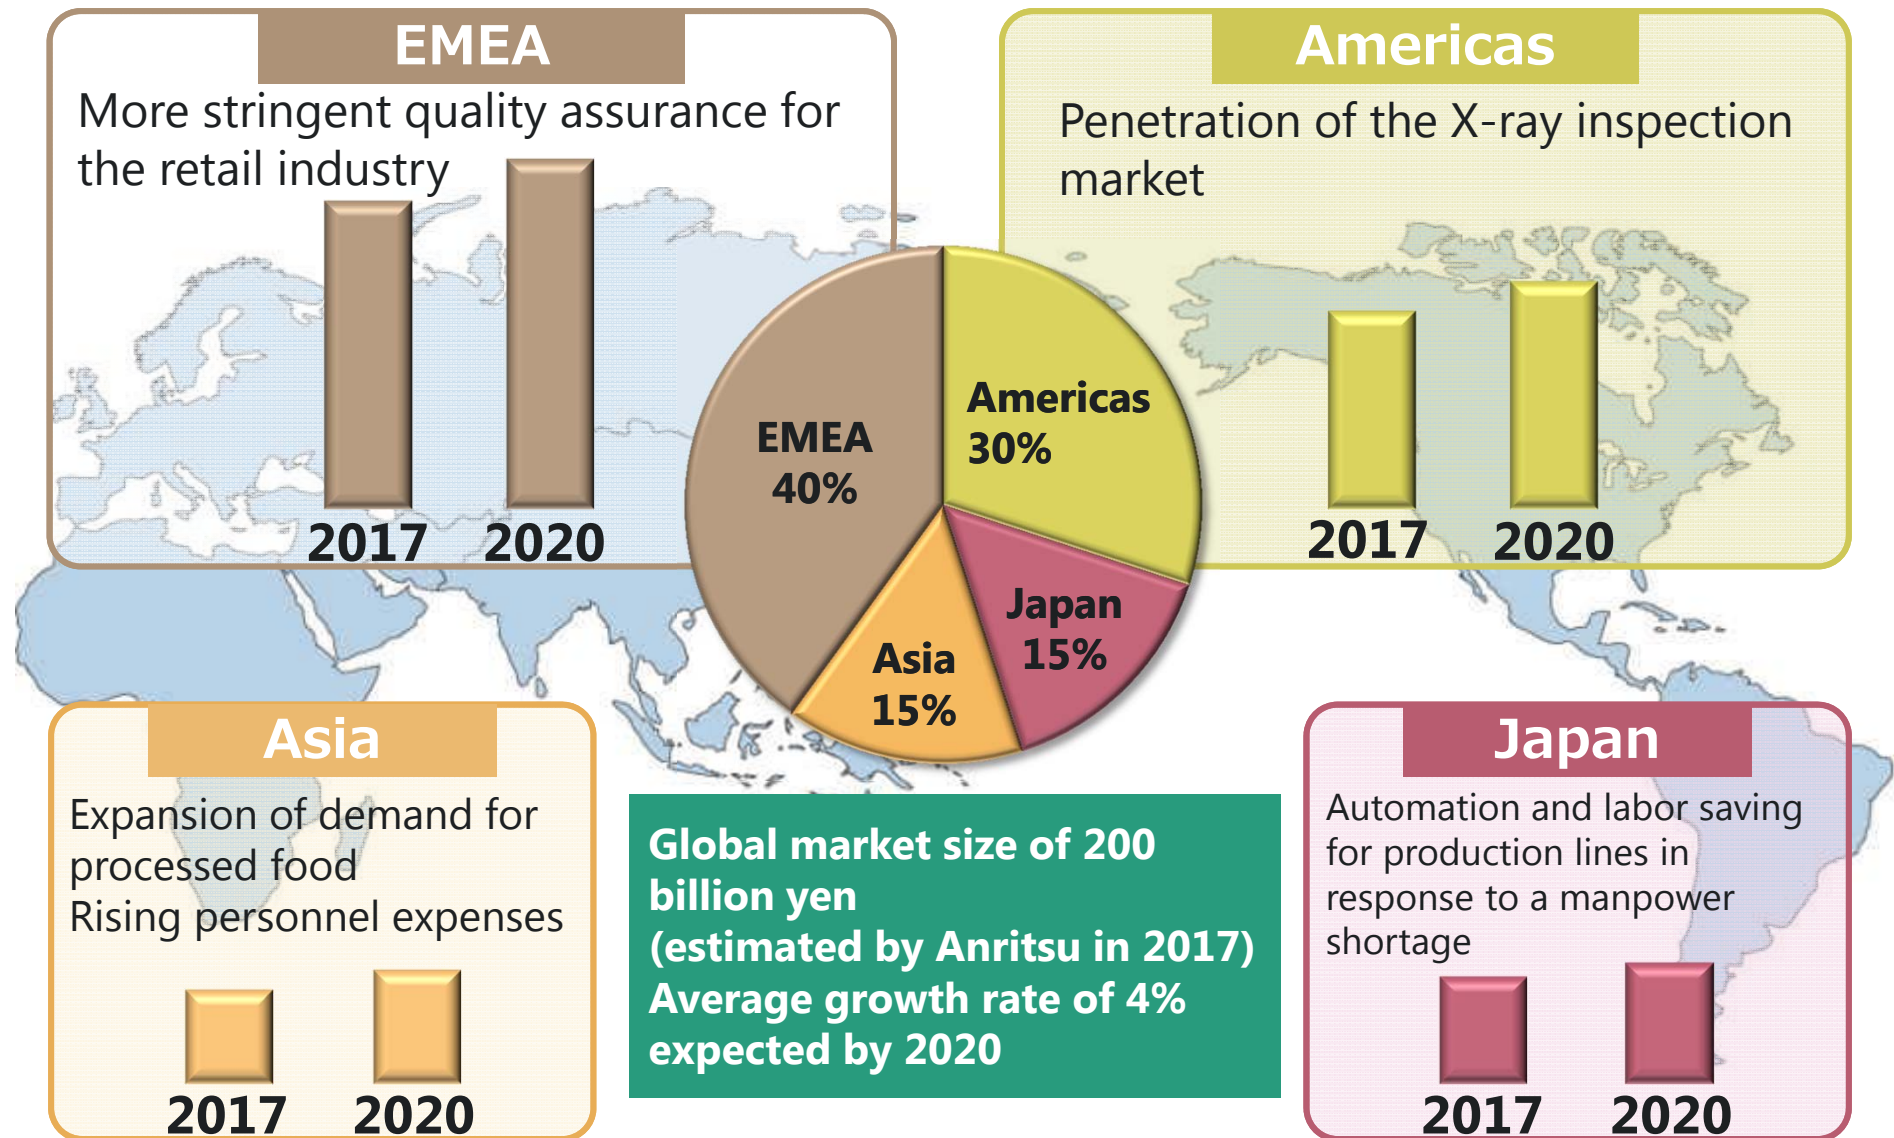 EMEA
More stringent quality assurance for
the retail industry
2017
2020
Americas
Penetration of the X-ray inspection
market
2017
2020
EMEA
40%
Americas
30%
Japan
15%
Asia
15%
Asia
Expansion of demand for
processed food
Rising personnel expenses
2017
2020
Global market size of 200
billion yen
(estimated by Anritsu in 2017)
Average growth rate of 4%
expected by 2020
Japan
Automation and labor saving
for production lines in
response to a manpower
shortage
2017
2020